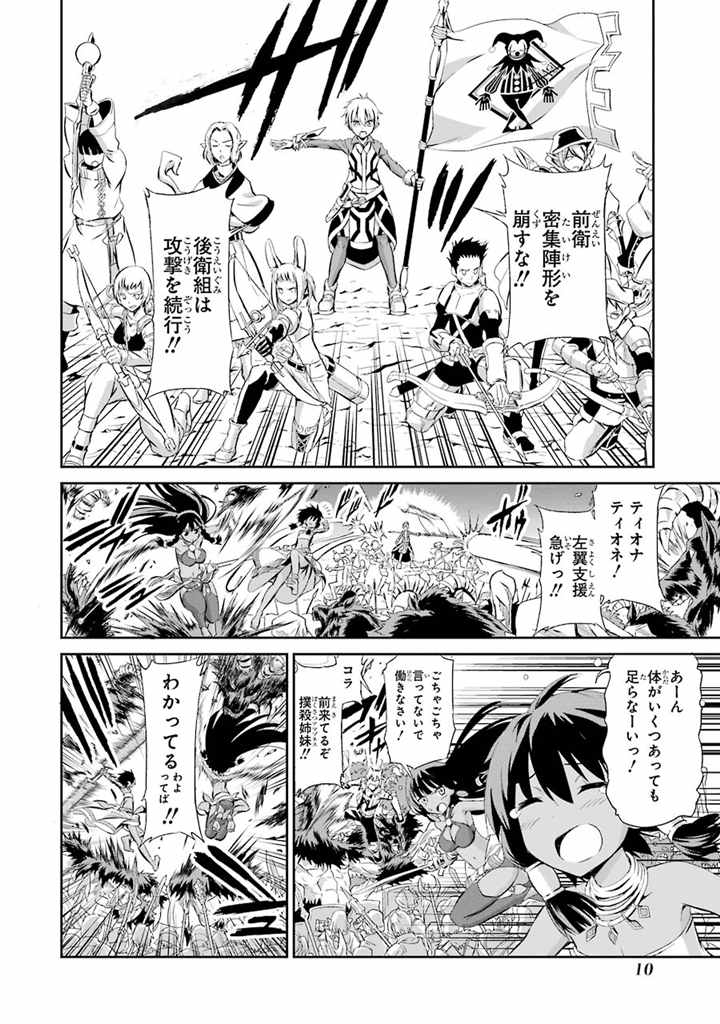 前衛
密集陣形を
崩すな!!
後衛組は
攻撃を続行!!
ティオナ
ティオネ!
左翼支援
急げっ!!
あーん
体がいくつあっても
足らなーいっ!
ごちゃごちゃ
言ってないで
働きなさい!
コラ
前来てるぞ
撲殺姉妹!!
わかってるわよ
ってば!!
10